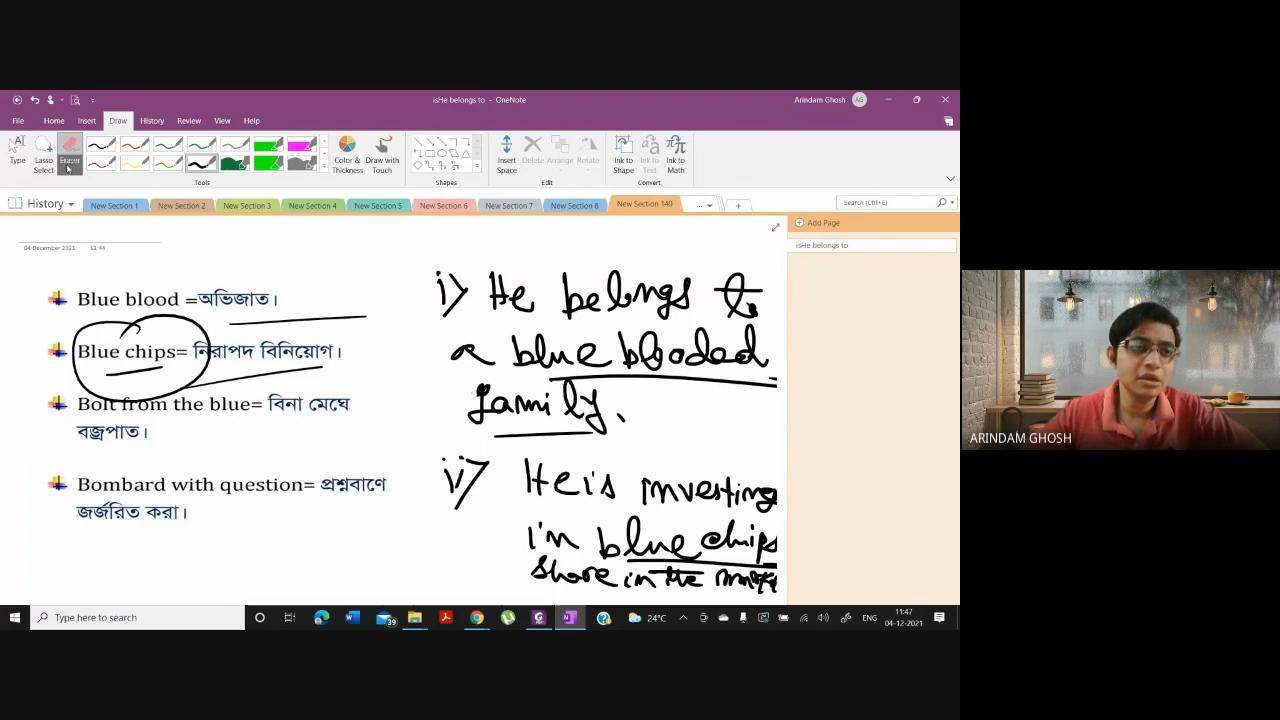 isHe belongs to - OneNote
Arindam Ghosh AG
File Home Insert Draw History Review View Help
Type
Lasso Select
Eraser
Color & Thickness
Draw with Touch
Insert Space
Delete Arrange Rotate
Ink to Shape
Ink to Text
Ink to Math
Tools
Shapes
Edit
Convert
History
New Section 1 New Section 2 New Section 3 New Section 4 New Section 5 New Section 6 New Section 7 New Section 8 New Section 140 ... +
Search (Ctrl+E)
Add Page
isHe belongs to
04 December 2021 11:44
Blue blood =অভিজাত।
Blue chips= নিরাপদ বিনিয়োগ।
Bolt from the blue= বিনা মেঘে
বজ্রপাত।
Bombard with question= প্রশ্নবাণে
জর্জরিত করা।
i> He belongs to
a blue blooded
family.
ii> He is investing
in blue chips
share in the
ARINDAM GHOSH
Type here to search
39
24°C
ENG
11:47
04-12-2021